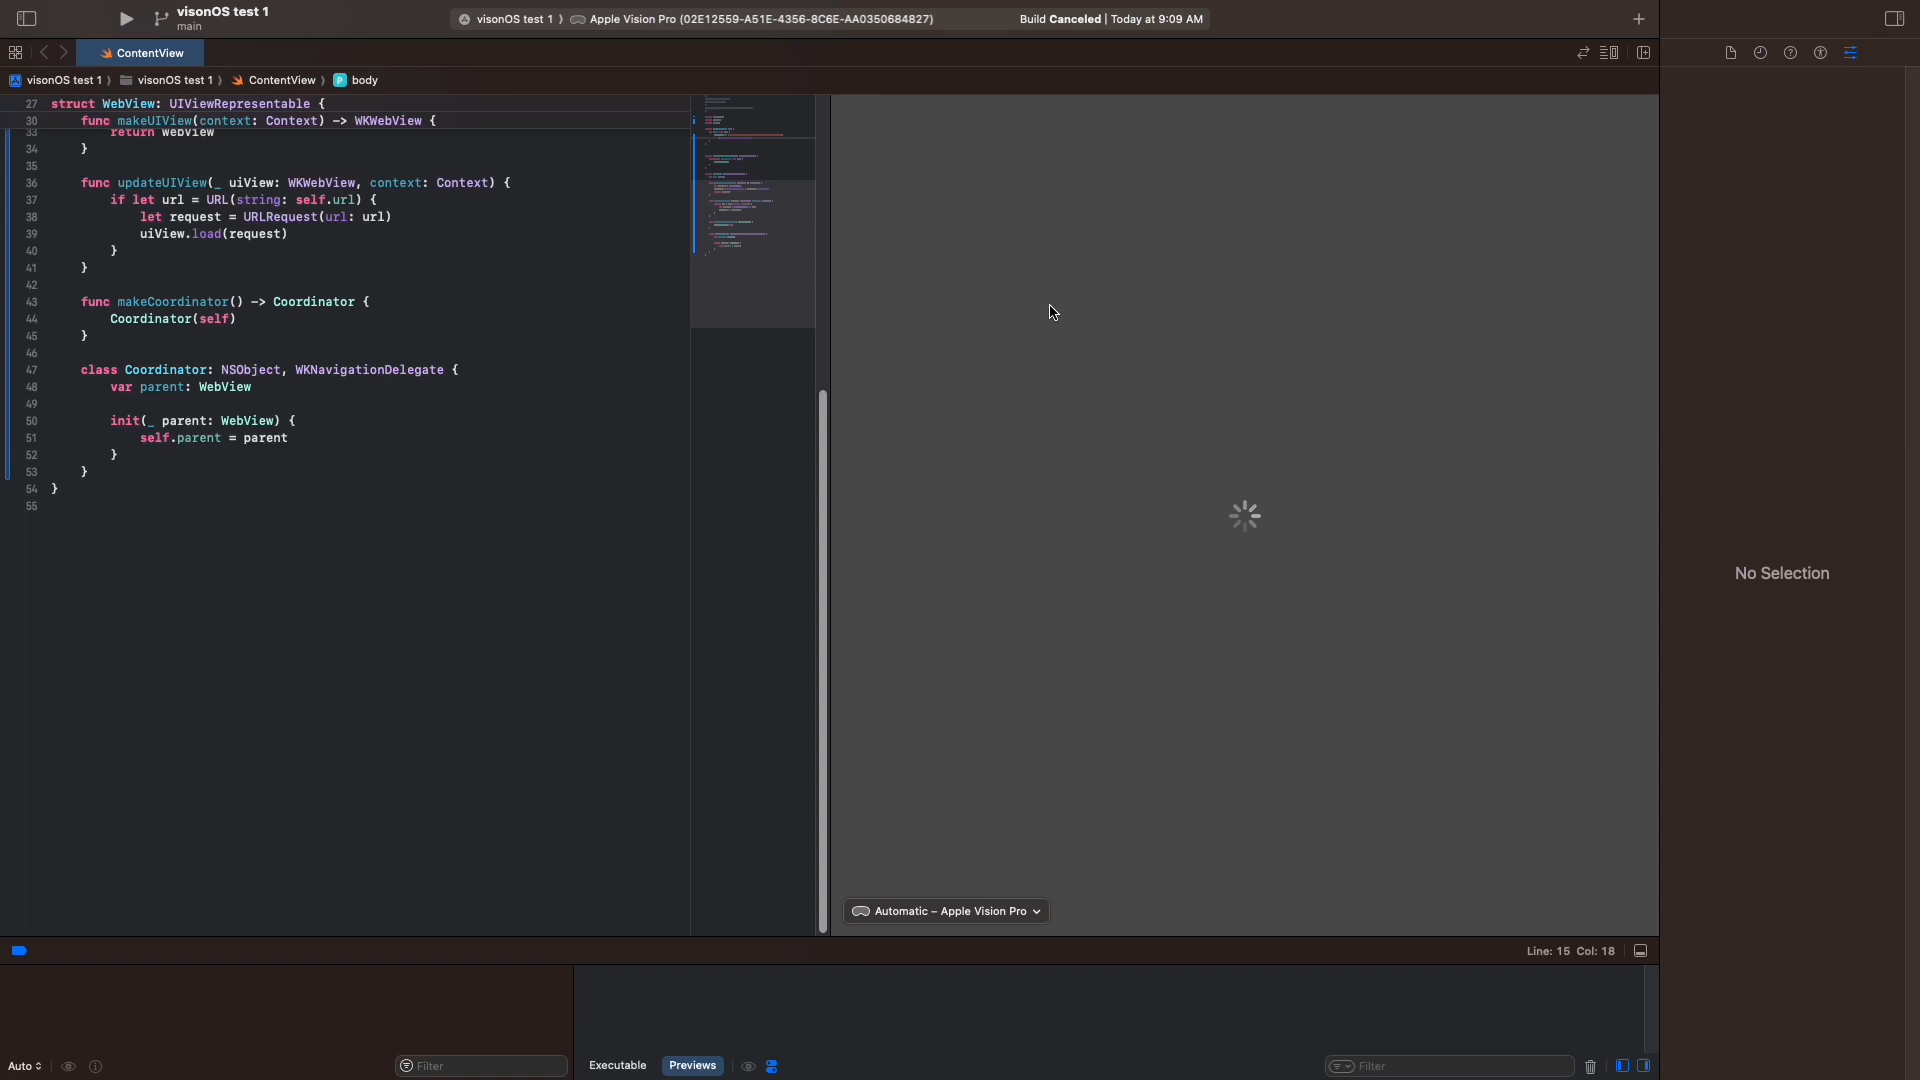 visonOS test 1
main
visonOS test 1 Apple Vision Pro (02E12559-A51E-4356-8C6E-AA0350684827) Build Canceled | Today at 9:09 AM
ContentView
visonOS test 1 visonOS test 1 ContentView P body
27 struct WebView: UIViewRepresentable {
30 func makeUIView(context: Context) -> WKWebView {
33 return webView
34 }
35
36 func updateUIView(_ uiView: WKWebView, context: Context) {
37 if let url = URL(string: self.url) {
38 let request = URLRequest(url: url)
39 uiView.load(request)
40 }
41 }
42
43 func makeCoordinator() -> Coordinator {
44 Coordinator(self)
45 }
46
47 class Coordinator: NSObject, WKNavigationDelegate {
48 var parent: WebView
49
50 init(_ parent: WebView) {
51 self.parent = parent
52 }
53 }
54 }
55
No Selection
Automatic – Apple Vision Pro
Line: 15 Col: 18
Auto
Filter
Executable Previews
Filter